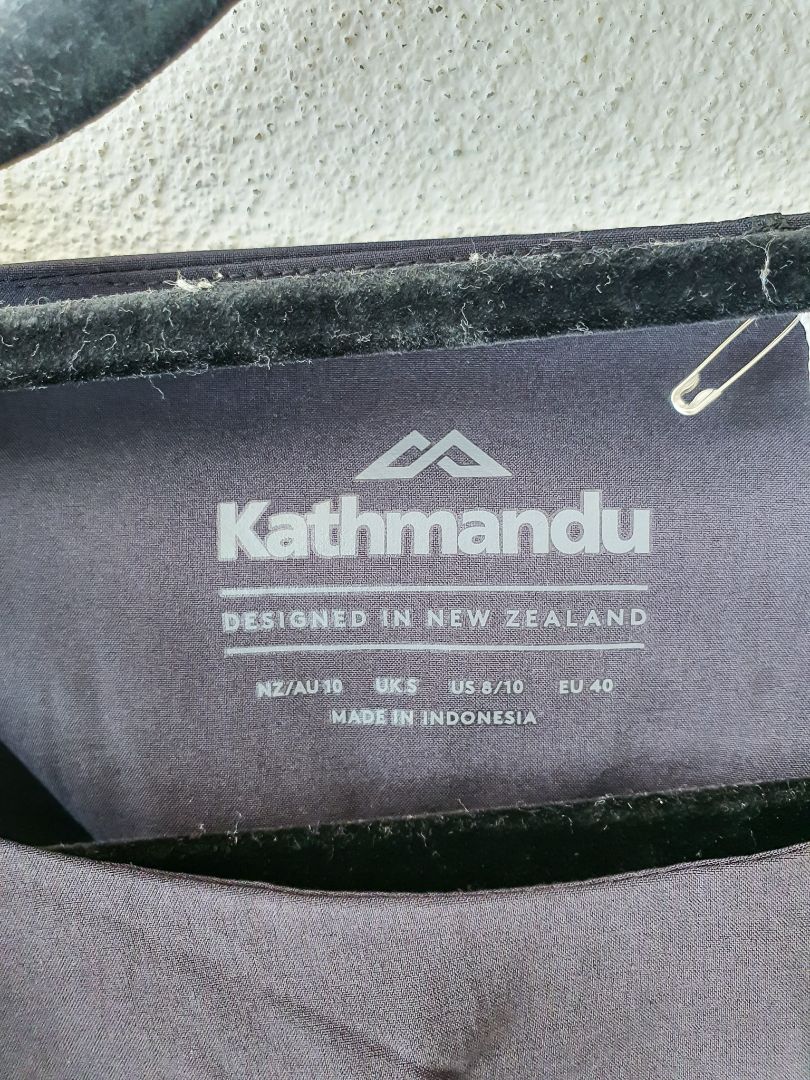 Kathmandu
DESIGNED IN NEW ZEALAND
NZ/AU 10 UK S US 8/10 EU 40
MADE IN INDONESIA